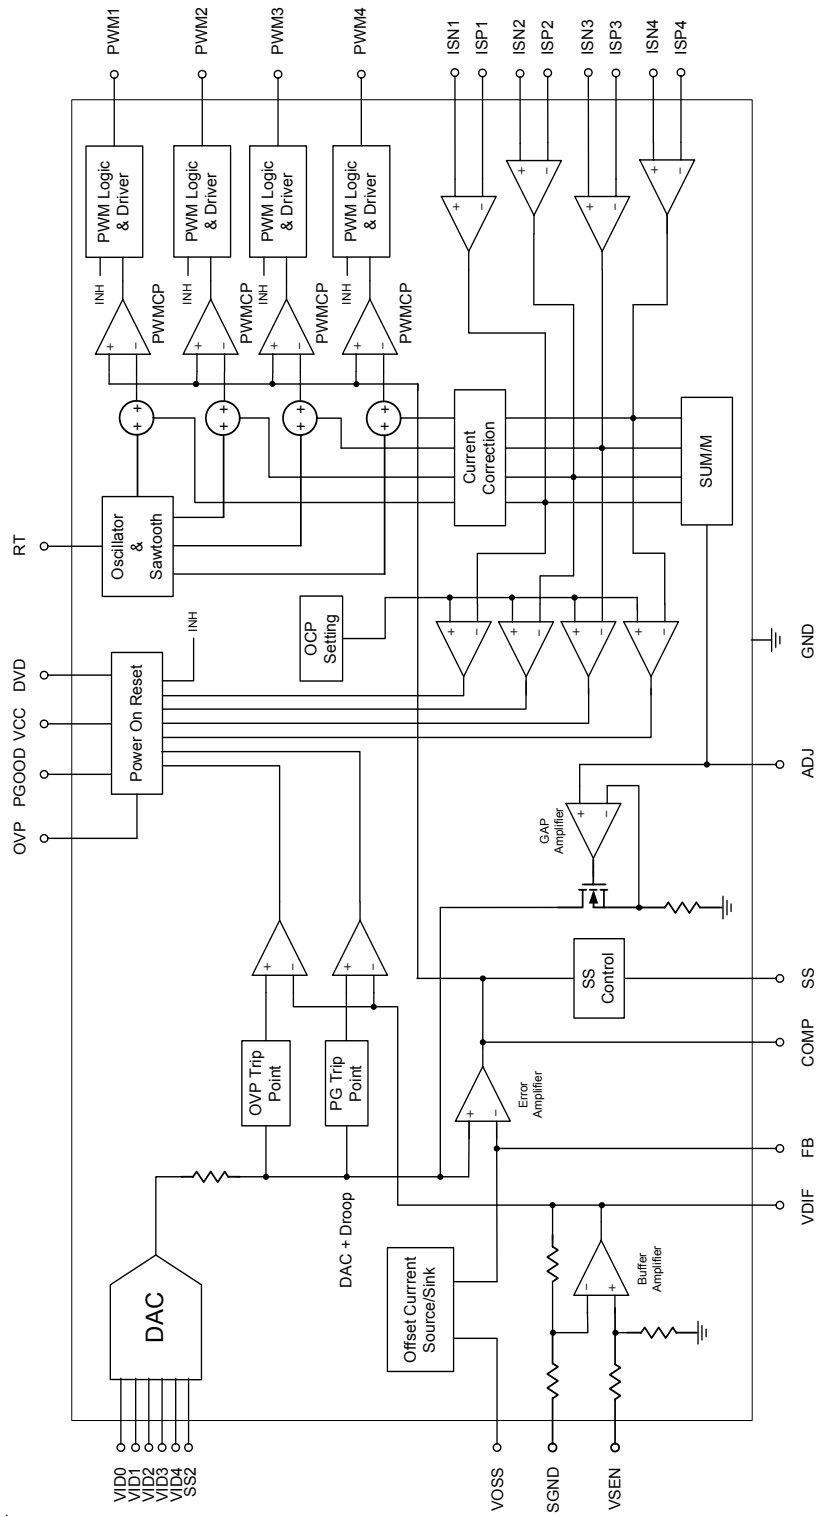 PWM1
PWM2
PWM3
PWM4
ISN1
ISP1
ISN2
ISP2
ISN3
ISP3
ISN4
ISP4
PWM Logic
& Driver
PWM Logic
& Driver
PWM Logic
& Driver
PWM Logic
& Driver
INH
INH
INH
INH
+
−
PWMCP
+
−
PWMCP
+
−
PWMCP
+
−
PWMCP
+
−
+
−
+
−
+
−
+
+
+
+
+
+
+
+
Current
Correction
SUM/M
RT
Oscillator
&
Sawtooth
OCP
Setting
INH
+
−
+
−
+
−
+
−
GND
DVD
VCC
PGOOD
OVP
Power On Reset
ADJ
GAP
Amplifier
+
−
+
−
+
−
SS
Control
SS
COMP
OVP Trip
Point
PG Trip
Point
+
−
Error
Amplifier
FB
VDIF
DAC + Droop
DAC
Offset Currrent
Source/Sink
−
+
Buffer
Amplifier
VID0
VID1
VID2
VID3
VID4
SS2
VOSS
SGND
VSEN